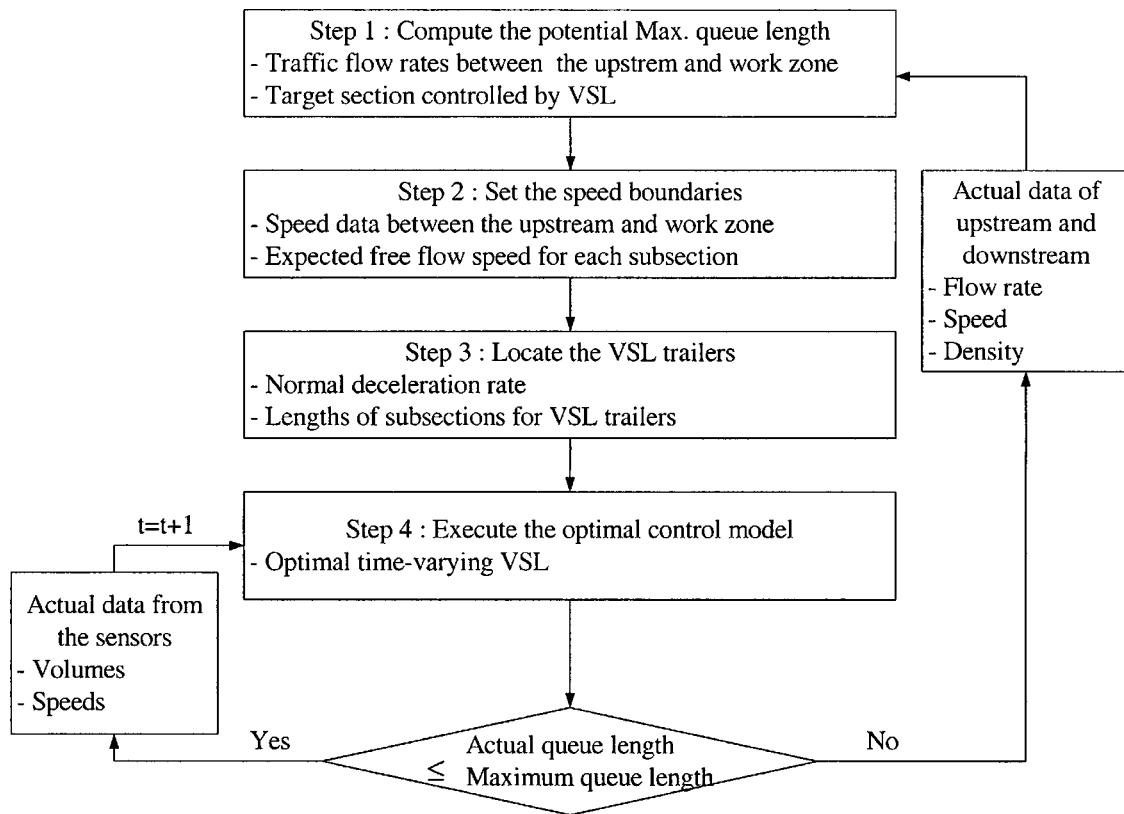 Step 1 : Compute the potential Max. queue length
- Traffic flow rates between the upstrem and work zone
- Target section controlled by VSL
Step 2 : Set the speed boundaries
- Speed data between the upstream and work zone
- Expected free flow speed for each subsection
Actual data of
upstream and
downstream
- Flow rate
- Speed
- Density
Step 3 : Locate the VSL trailers
- Normal deceleration rate
- Lengths of subsections for VSL trailers
t=t+1
Step 4 : Execute the optimal control model
- Optimal time-varying VSL
Actual data from
the sensors
- Volumes
- Speeds
Yes
Actual queue length
≤ Maximum queue length
No